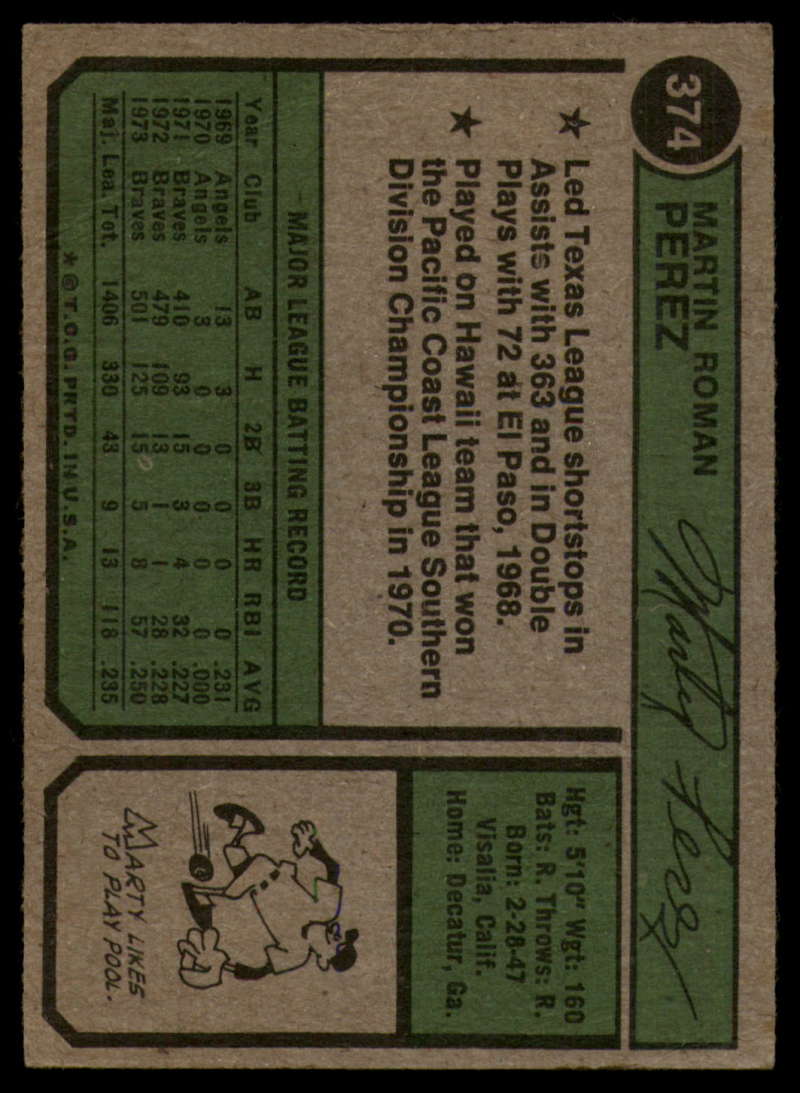 374
MARTIN ROMAN
PEREZ
Marty Perez
★ Led Texas League shortstops in
Assists with 363 and in Double
Plays with 72 at El Paso, 1968.
★ Played on Hawaii team that won
the Pacific Coast League Southern
Division Championship in 1970.
MAJOR LEAGUE BATTING RECORD
Year Club AB H 2B 3B HR RBI AVG
1969 Angels 13 3 0 0 0 0 .231
1970 Angels 3 0 0 0 0 0 .000
1971 Braves 410 93 15 3 4 32 .227
1972 Braves 479 109 13 1 1 28 .228
1973 Braves 501 125 15 5 8 57 .250
Maj. Lea. Tot. 1406 330 43 9 13 118 .235
★ © T.C.G. PRTD. IN U.S.A.
Hgt: 5'10" Wgt: 160
Bats: R. Throws: R.
Born: 2-28-47
Visalia, Calif.
Home: Decatur, Ga.
MARTY LIKES
TO PLAY POOL.